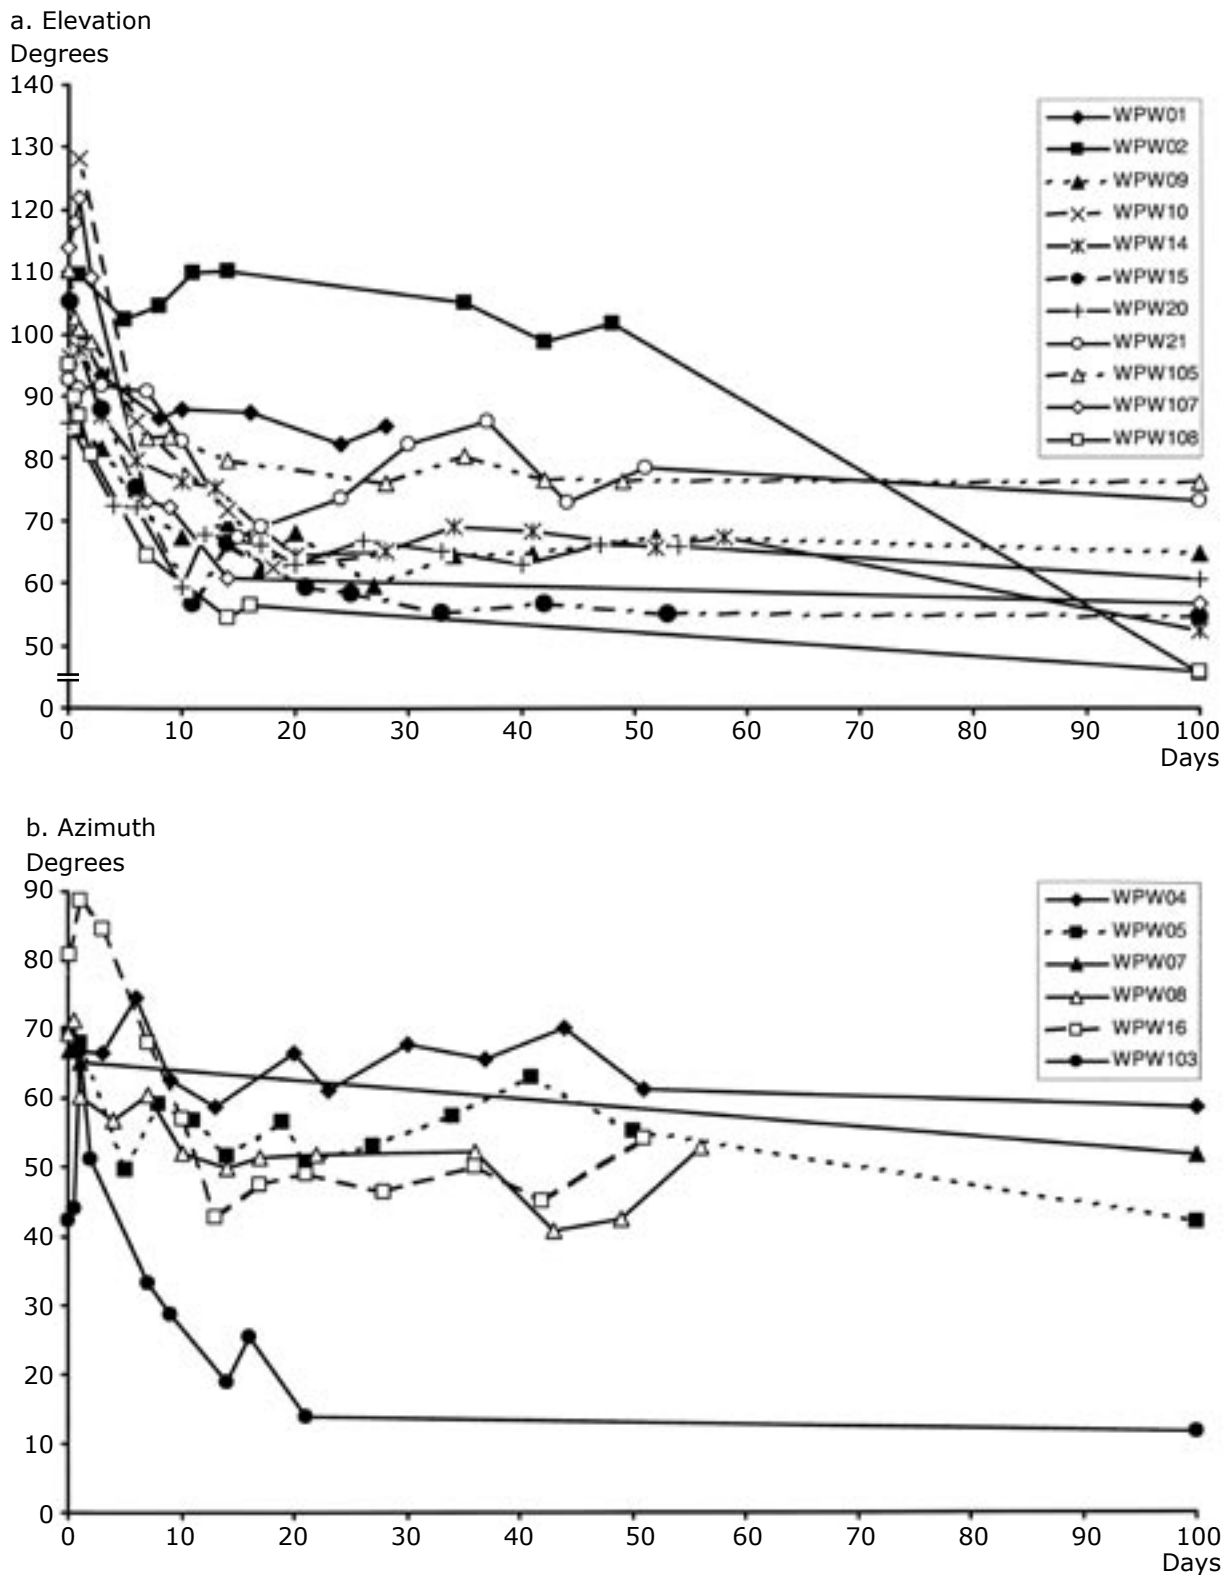 a. Elevation
Degrees
140
130
120
110
100
90
80
70
60
50
0
0 10 20 30 40 50 60 70 80 90 100
Days
WPW01
WPW02
WPW09
WPW10
WPW14
WPW15
WPW20
WPW21
WPW105
WPW107
WPW108
b. Azimuth
Degrees
90
80
70
60
50
40
30
20
10
0
0 10 20 30 40 50 60 70 80 90 100
Days
WPW04
WPW05
WPW07
WPW08
WPW16
WPW103